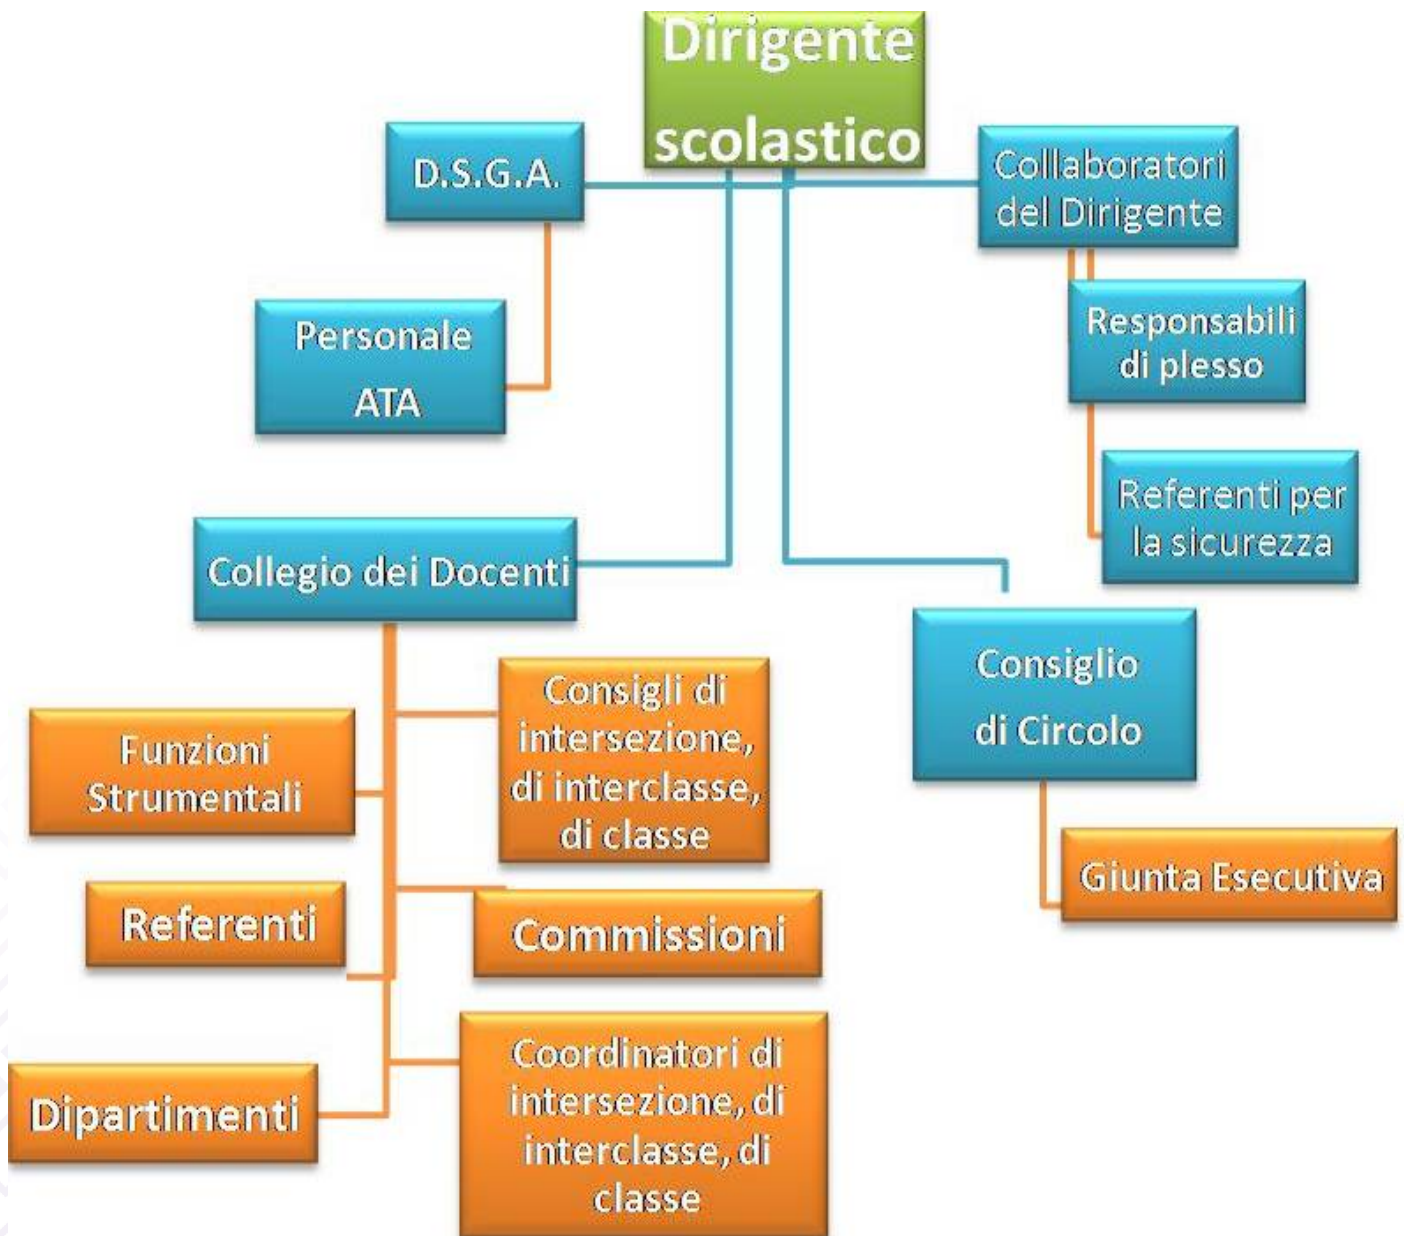 Dirigente
scolastico
D.S.G.A.
Collaboratori
del Dirigente
Personale
ATA
Responsabili
di plesso
Referenti per
la sicurezza
Collegio dei Docenti
Consiglio
di Circolo
Consigli di
intersezione,
di interclasse,
di classe
Funzioni
Strumentali
Giunta Esecutiva
Referenti
Commissioni
Coordinatori di
intersezione, di
interclasse, di
classe
Dipartimenti